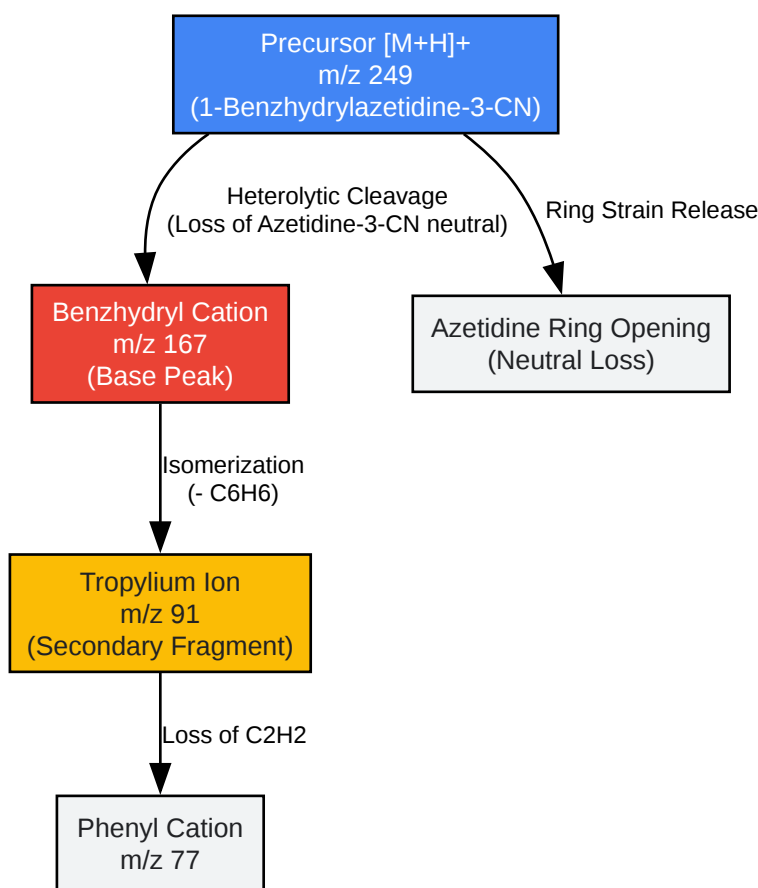 Precursor [M+H]+
m/z 249
(1-Benzhydrylazetidine-3-CN)
Heterolytic Cleavage
(Loss of Azetidine-3-CN neutral)
Ring Strain Release
Benzhydryl Cation
m/z 167
(Base Peak)
Azetidine Ring Opening
(Neutral Loss)
Isomerization
(- C6H6)
Tropylium Ion
m/z 91
(Secondary Fragment)
Loss of C2H2
Phenyl Cation
m/z 77